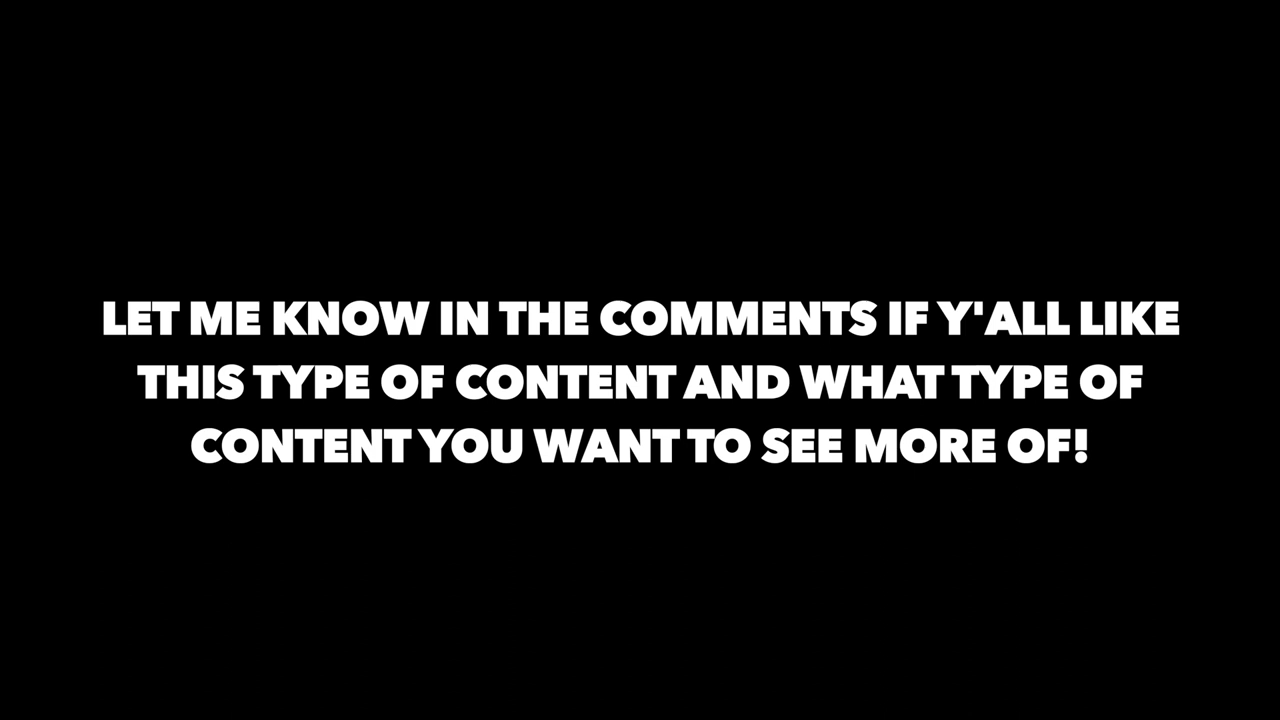 LET ME KNOW IN THE COMMENTS IF Y'ALL LIKE
THIS TYPE OF CONTENT AND WHAT TYPE OF
CONTENT YOU WANT TO SEE MORE OF!